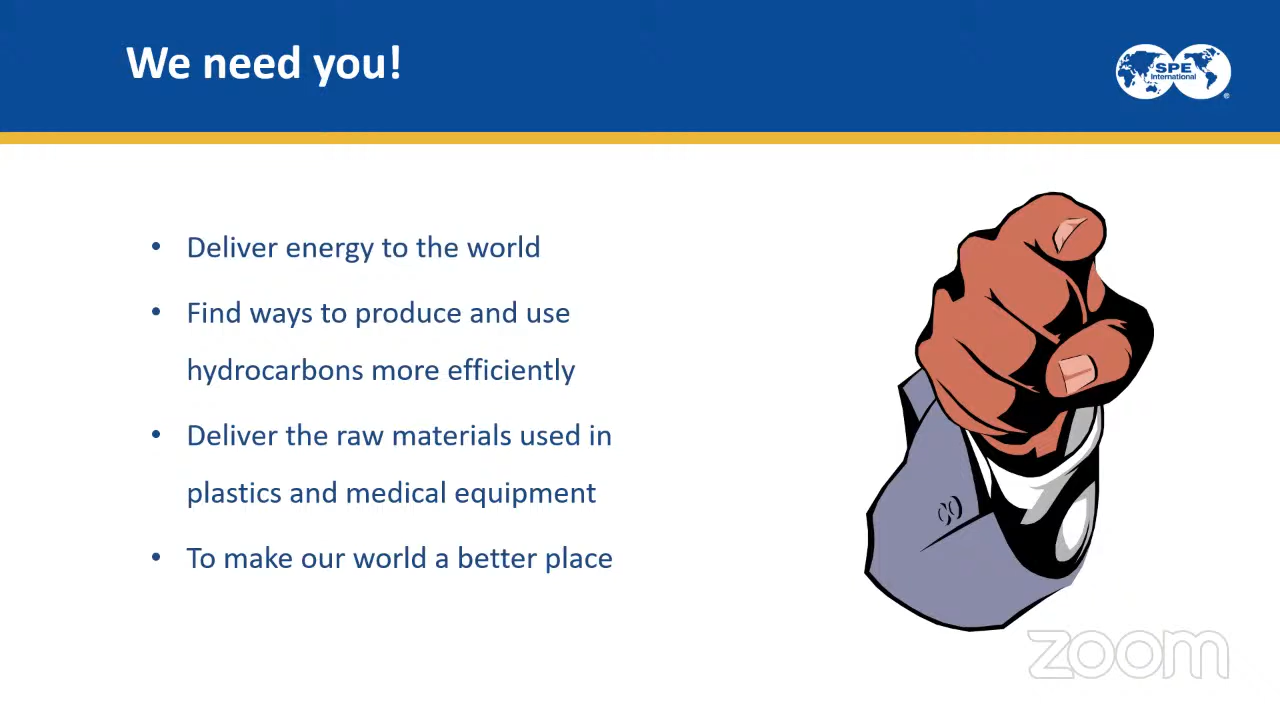 We need you!
SPE
International
• Deliver energy to the world
• Find ways to produce and use
hydrocarbons more efficiently
• Deliver the raw materials used in
plastics and medical equipment
• To make our world a better place
zoom